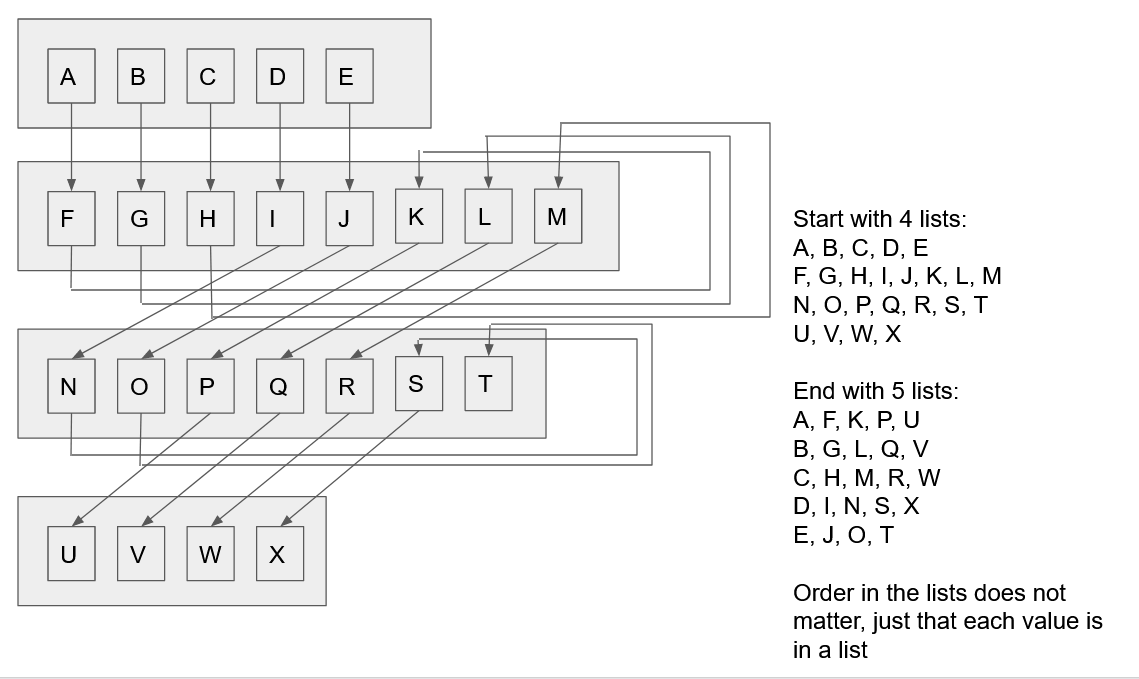 A B C D E
F G H I J K L M
N O P Q R S T
U V W X
Start with 4 lists:
A, B, C, D, E
F, G, H, I, J, K, L, M
N, O, P, Q, R, S, T
U, V, W, X
End with 5 lists:
A, F, K, P, U
B, G, L, Q, V
C, H, M, R, W
D, I, N, S, X
E, J, O, T
Order in the lists does not
matter, just that each value is
in a list